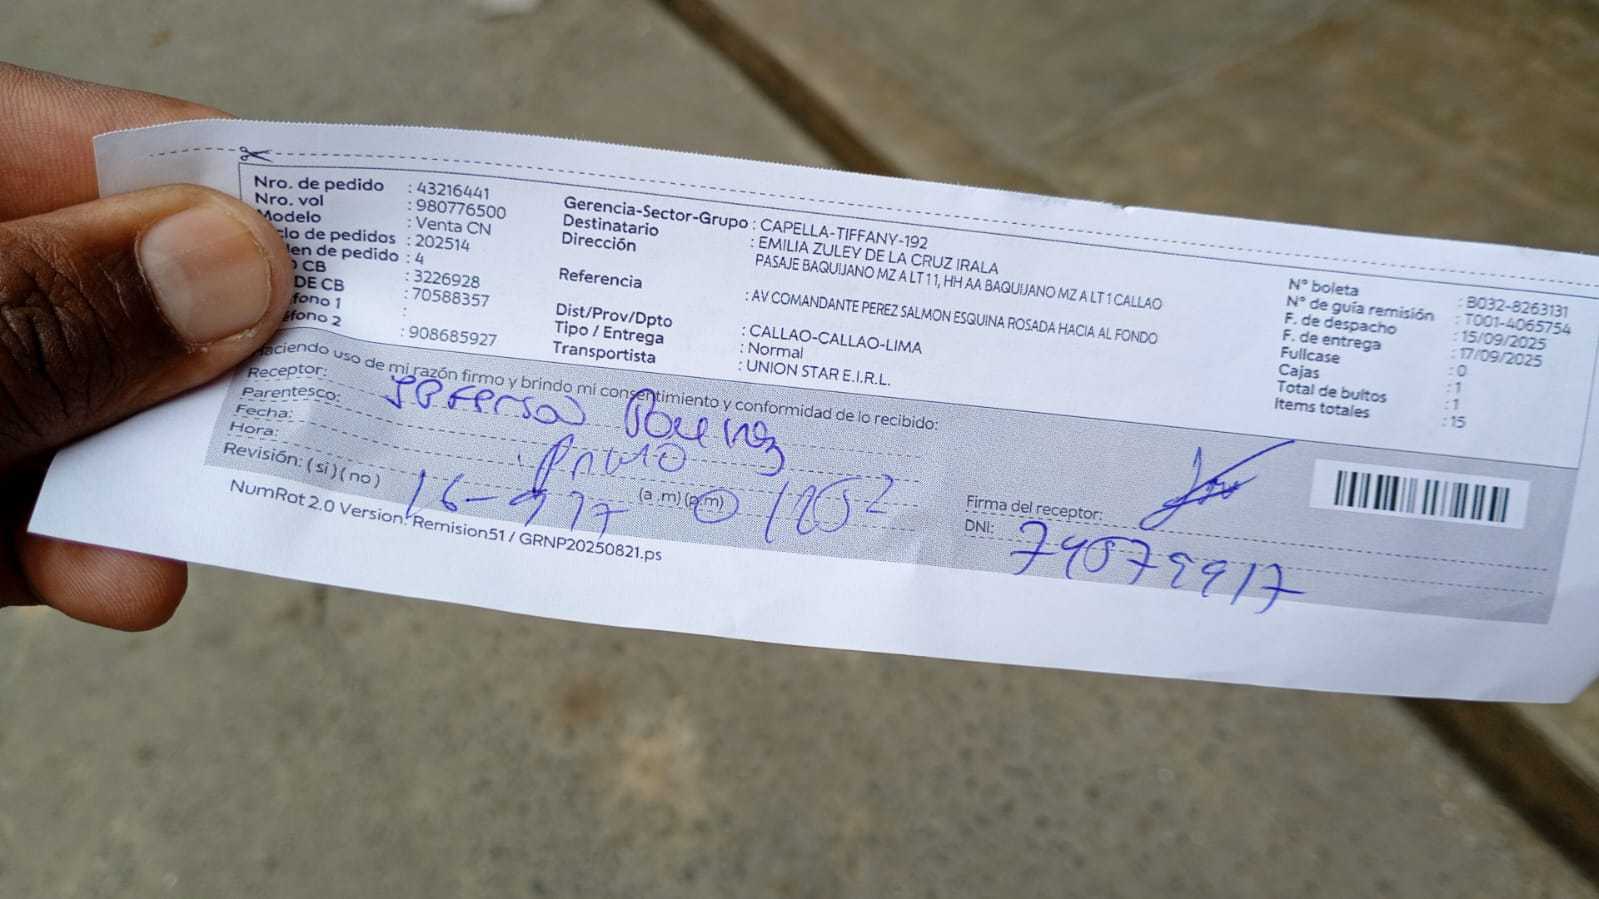 Nro. de pedido : 43216441
Nro. vol : 980776500
Modelo : Venta CN
clo de pedidos : 202514
en de pedido : 4
CB : 3226928
DE CB : 70588357
fono 1 :
éfono 2 : 908685927
Gerencia-Sector-Grupo : CAPELLA-TIFFANY-192
Destinatario : EMILIA ZULEY DE LA CRUZ IRALA
Dirección PASAJE BAQUIJANO MZ A LT 11, HH AA BAQUIJANO MZ A LT 1 CALLAO
Referencia : AV COMANDANTE PEREZ SALMON ESQUINA ROSADA HACIA AL FONDO
Dist/Prov/Dpto : CALLAO-CALLAO-LIMA
Tipo / Entrega : Normal
Transportista : UNION STAR E.I.R.L.
N° boleta : B032-8263131
N° de guía remisión : T001-4065754
F. de despacho : 15/09/2025
F. de entrega : 17/09/2025
Fullcase : 0
Cajas : 1
Total de bultos : 1
Items totales : 15
Haciendo uso de mi razón firmo y brindo mi consentimiento y conformidad de lo recibido:
Receptor: Jeferson
Parentesco:
Fecha:
Hora: (a .m) (p.m)
Revisión: ( si ) ( no )
Firma del receptor:
DNI:
NumRot 2.0 Version: Remision51 / GRNP20250821.ps